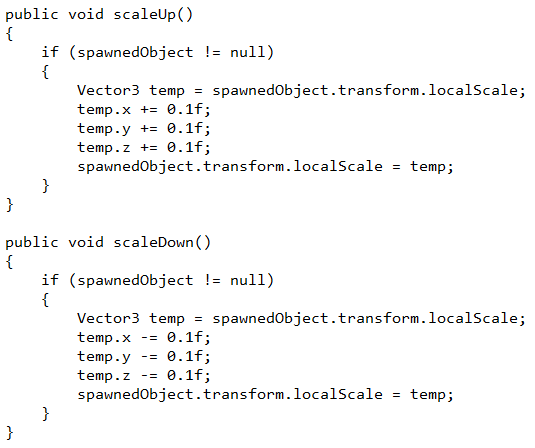 public void scaleUp()
{
    if (spawnedObject != null)
    {
        Vector3 temp = spawnedObject.transform.localScale;
        temp.x += 0.1f;
        temp.y += 0.1f;
        temp.z += 0.1f;
        spawnedObject.transform.localScale = temp;
    }
}

public void scaleDown()
{
    if (spawnedObject != null)
    {
        Vector3 temp = spawnedObject.transform.localScale;
        temp.x -= 0.1f;
        temp.y -= 0.1f;
        temp.z -= 0.1f;
        spawnedObject.transform.localScale = temp;
    }
}